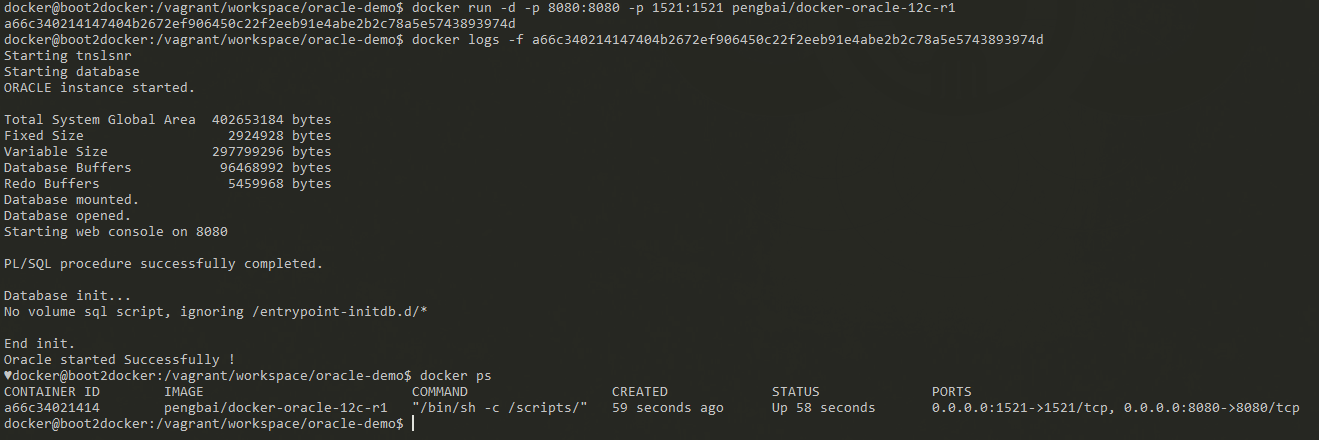 docker@boot2docker:/vagrant/workspace/oracle-demo$ docker run -d -p 8080:8080 -p 1521:1521 pengbai/docker-oracle-12c-r1
a66c340214147404b2672ef906450c22f2eeb91e4abe2b2c78a5e5743893974d
docker@boot2docker:/vagrant/workspace/oracle-demo$ docker logs -f a66c340214147404b2672ef906450c22f2eeb91e4abe2b2c78a5e5743893974d
Starting tnslsnr
Starting database
ORACLE instance started.

Total System Global Area  402653184 bytes
Fixed Size                  2924928 bytes
Variable Size             297799296 bytes
Database Buffers           96468992 bytes
Redo Buffers                5459968 bytes
Database mounted.
Database opened.
Starting web console on 8080

PL/SQL procedure successfully completed.

Database init...
No volume sql script, ignoring /entrypoint-initdb.d/*

End init.
Oracle started Successfully !
♥docker@boot2docker:/vagrant/workspace/oracle-demo$ docker ps
CONTAINER ID        IMAGE                          COMMAND                  CREATED             STATUS              PORTS
a66c34021414        pengbai/docker-oracle-12c-r1   "/bin/sh -c /scripts/"   59 seconds ago      Up 58 seconds       0.0.0.0:1521->1521/tcp, 0.0.0.0:8080->8080/tcp
docker@boot2docker:/vagrant/workspace/oracle-demo$